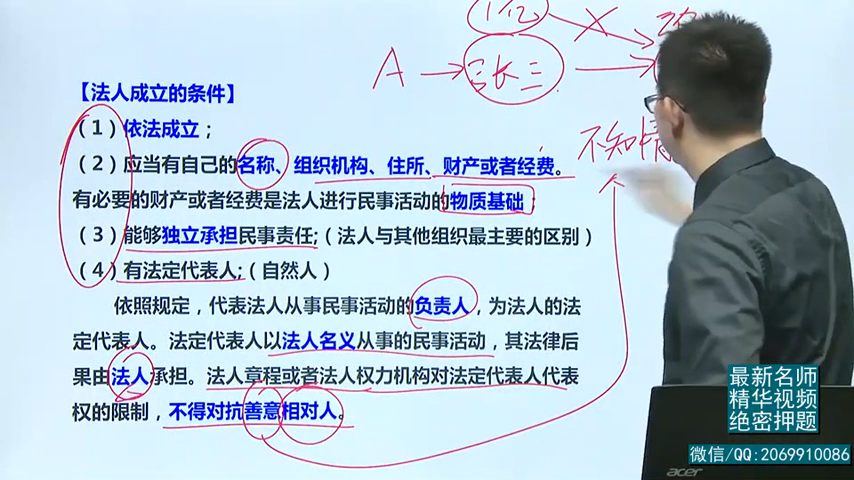 1亿
A → 张三
不知情
【法人成立的条件】
（1）依法成立；
（2）应当有自己的名称、组织机构、住所、财产或者经费。
有必要的财产或者经费是法人进行民事活动的物质基础；
（3）能够独立承担民事责任;（法人与其他组织最主要的区别）
（4）有法定代表人;（自然人）
依照规定，代表法人从事民事活动的负责人，为法人的法
定代表人。法定代表人以法人名义从事的民事活动，其法律后
果由法人承担。法人章程或者法人权力机构对法定代表人代表
权的限制，不得对抗善意相对人。
最新名师
精华视频
绝密押题
微信/QQ:2069910086
acer